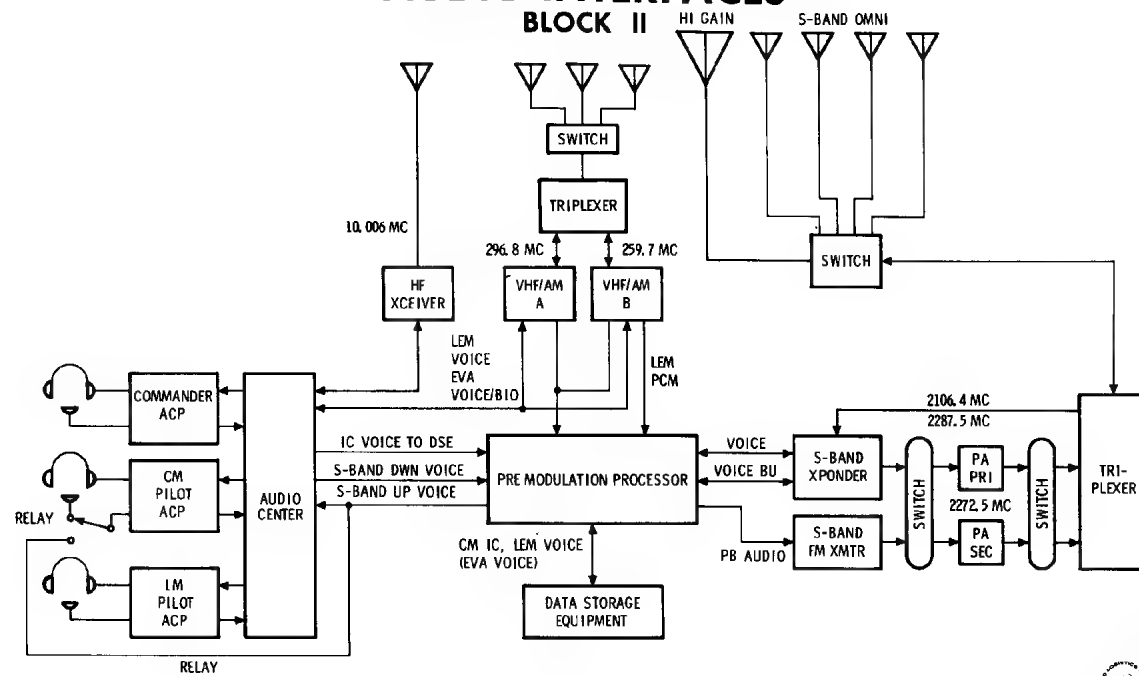 BLOCK II
HI GAIN
S-BAND OMNI
SWITCH
TRIPLEXER
10.006 MC
296.8 MC
259.7 MC
SWITCH
HF
XCEIVER
VHF/AM
A
VHF/AM
B
LEM
VOICE
EVA
VOICE/BIO
LEM
PCM
COMMANDER
ACP
CM
PILOT
ACP
LM
PILOT
ACP
RELAY
RELAY
AUDIO
CENTER
IC VOICE TO DSE
S-BAND DWN VOICE
S-BAND UP VOICE
PRE MODULATION PROCESSOR
CM IC, LEM VOICE
(EVA VOICE)
DATA STORAGE
EQUIPMENT
VOICE
VOICE BU
PB AUDIO
2106.4 MC
2287.5 MC
S-BAND
XPONDER
S-BAND
FM XMTR
SWITCH
PA
PRI
2272.5 MC
PA
SEC
SWITCH
TRI-
PLEXER